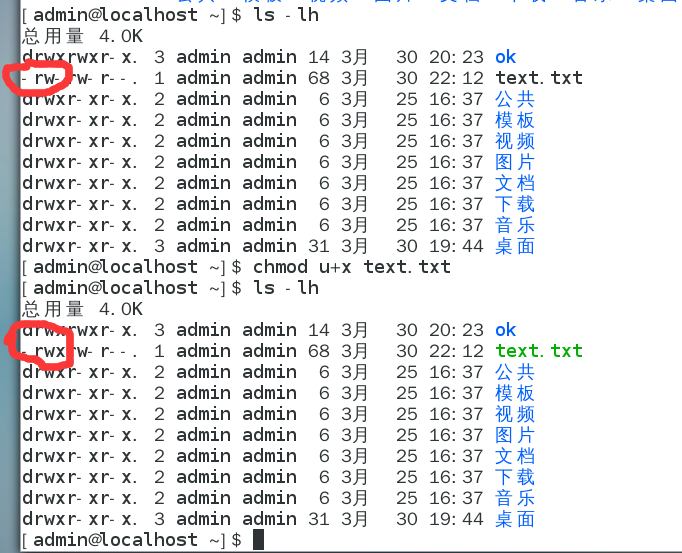 [admin@localhost ~]$ ls -lh
总用量 4.0K
drwxrwxr-x. 3 admin admin 14 3月 30 20:23 ok
-rw-rw-r--. 1 admin admin 68 3月 30 22:12 text.txt
drwxr-xr-x. 2 admin admin 6 3月 25 16:37 公共
drwxr-xr-x. 2 admin admin 6 3月 25 16:37 模板
drwxr-xr-x. 2 admin admin 6 3月 25 16:37 视频
drwxr-xr-x. 2 admin admin 6 3月 25 16:37 图片
drwxr-xr-x. 2 admin admin 6 3月 25 16:37 文档
drwxr-xr-x. 2 admin admin 6 3月 25 16:37 下载
drwxr-xr-x. 2 admin admin 6 3月 25 16:37 音乐
drwxr-xr-x. 3 admin admin 31 3月 30 19:44 桌面
[admin@localhost ~]$ chmod u+x text.txt
[admin@localhost ~]$ ls -lh
总用量 4.0K
drwxrwxr-x. 3 admin admin 14 3月 30 20:23 ok
-rwxrw-r--. 1 admin admin 68 3月 30 22:12 text.txt
drwxr-xr-x. 2 admin admin 6 3月 25 16:37 公共
drwxr-xr-x. 2 admin admin 6 3月 25 16:37 模板
drwxr-xr-x. 2 admin admin 6 3月 25 16:37 视频
drwxr-xr-x. 2 admin admin 6 3月 25 16:37 图片
drwxr-xr-x. 2 admin admin 6 3月 25 16:37 文档
drwxr-xr-x. 2 admin admin 6 3月 25 16:37 下载
drwxr-xr-x. 2 admin admin 6 3月 25 16:37 音乐
drwxr-xr-x. 3 admin admin 31 3月 30 19:44 桌面
[admin@localhost ~]$